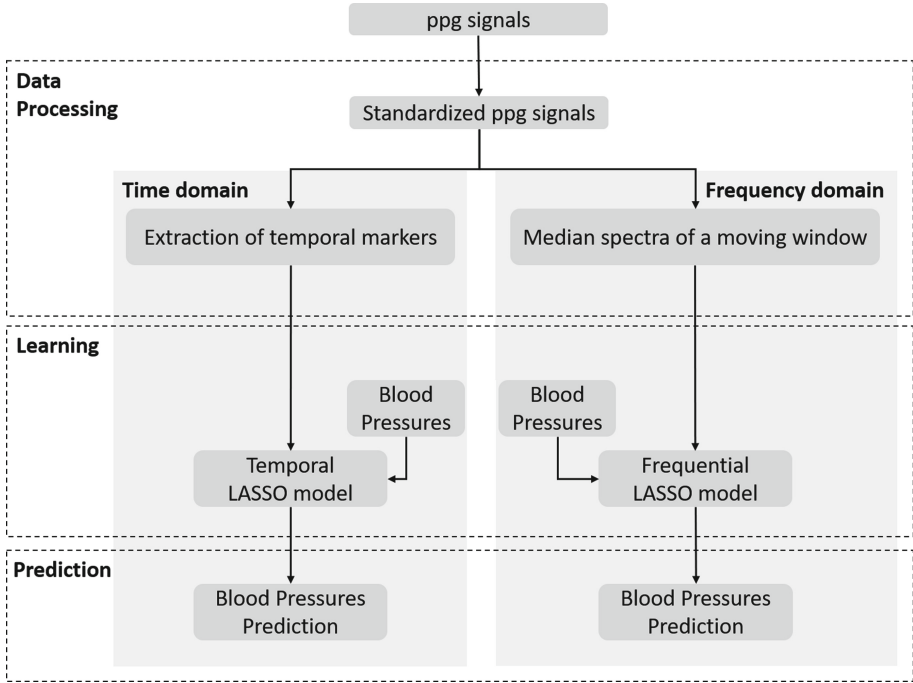 ppg signals
Data
Processing
Standardized ppg signals
Time domain
Frequency domain
Extraction of temporal markers
Median spectra of a moving window
Learning
Blood
Pressures
Blood
Pressures
Temporal
LASSO model
Frequential
LASSO model
Prediction
Blood Pressures
Prediction
Blood Pressures
Prediction